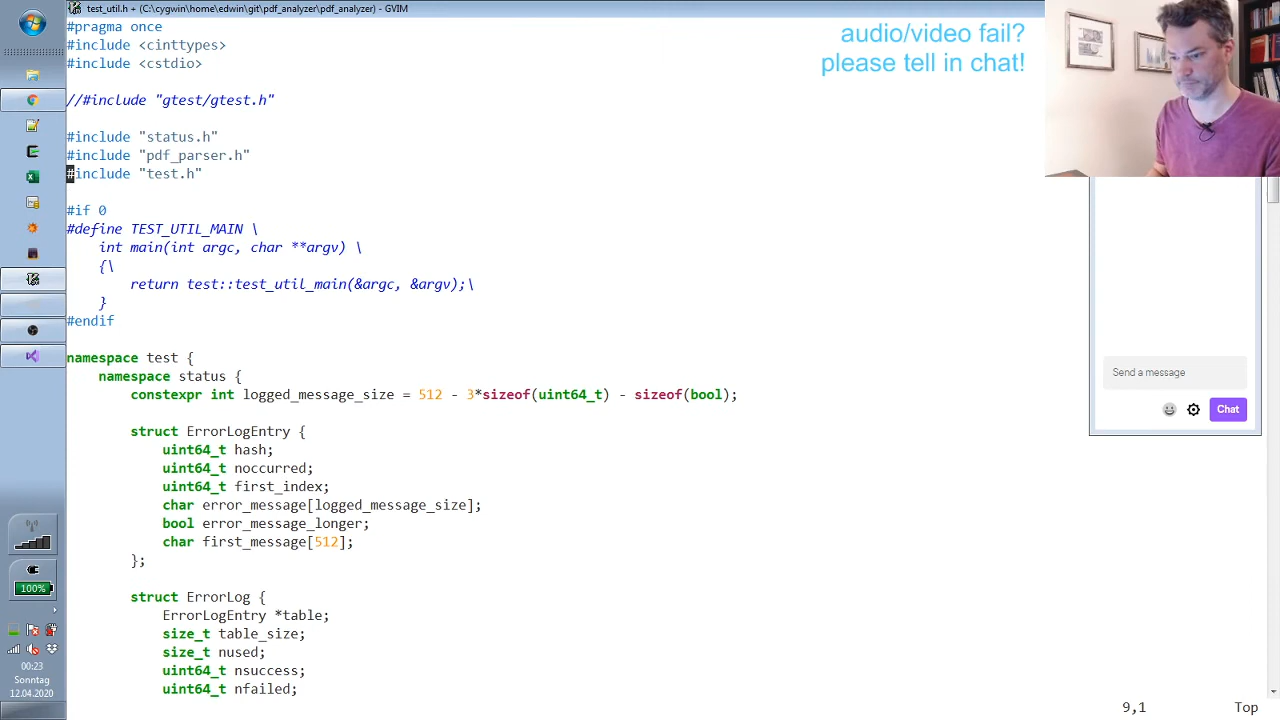 test_util.h + (C:\cygwin\home\edwin\git\pdf_analyzer\pdf_analyzer) - GVIM
#pragma once
#include <cinttypes>
#include <cstdio>
//#include "gtest/gtest.h"
#include "status.h"
#include "pdf_parser.h"
#include "test.h"
#if 0
#define TEST_UTIL_MAIN \
    int main(int argc, char **argv) \
    {\
        return test::test_util_main(&argc, &argv);\
    }
#endif
namespace test {
    namespace status {
        constexpr int logged_message_size = 512 - 3*sizeof(uint64_t) - sizeof(bool);
        struct ErrorLogEntry {
            uint64_t hash;
            uint64_t noccurred;
            uint64_t first_index;
            char error_message[logged_message_size];
            bool error_message_longer;
            char first_message[512];
        };
        struct ErrorLog {
            ErrorLogEntry *table;
            size_t table_size;
            size_t nused;
            uint64_t nsuccess;
            uint64_t nfailed;
9,1
Top
audio/video fail?
please tell in chat!
Send a message
Chat
100%
00:23
Sonntag
12.04.2020